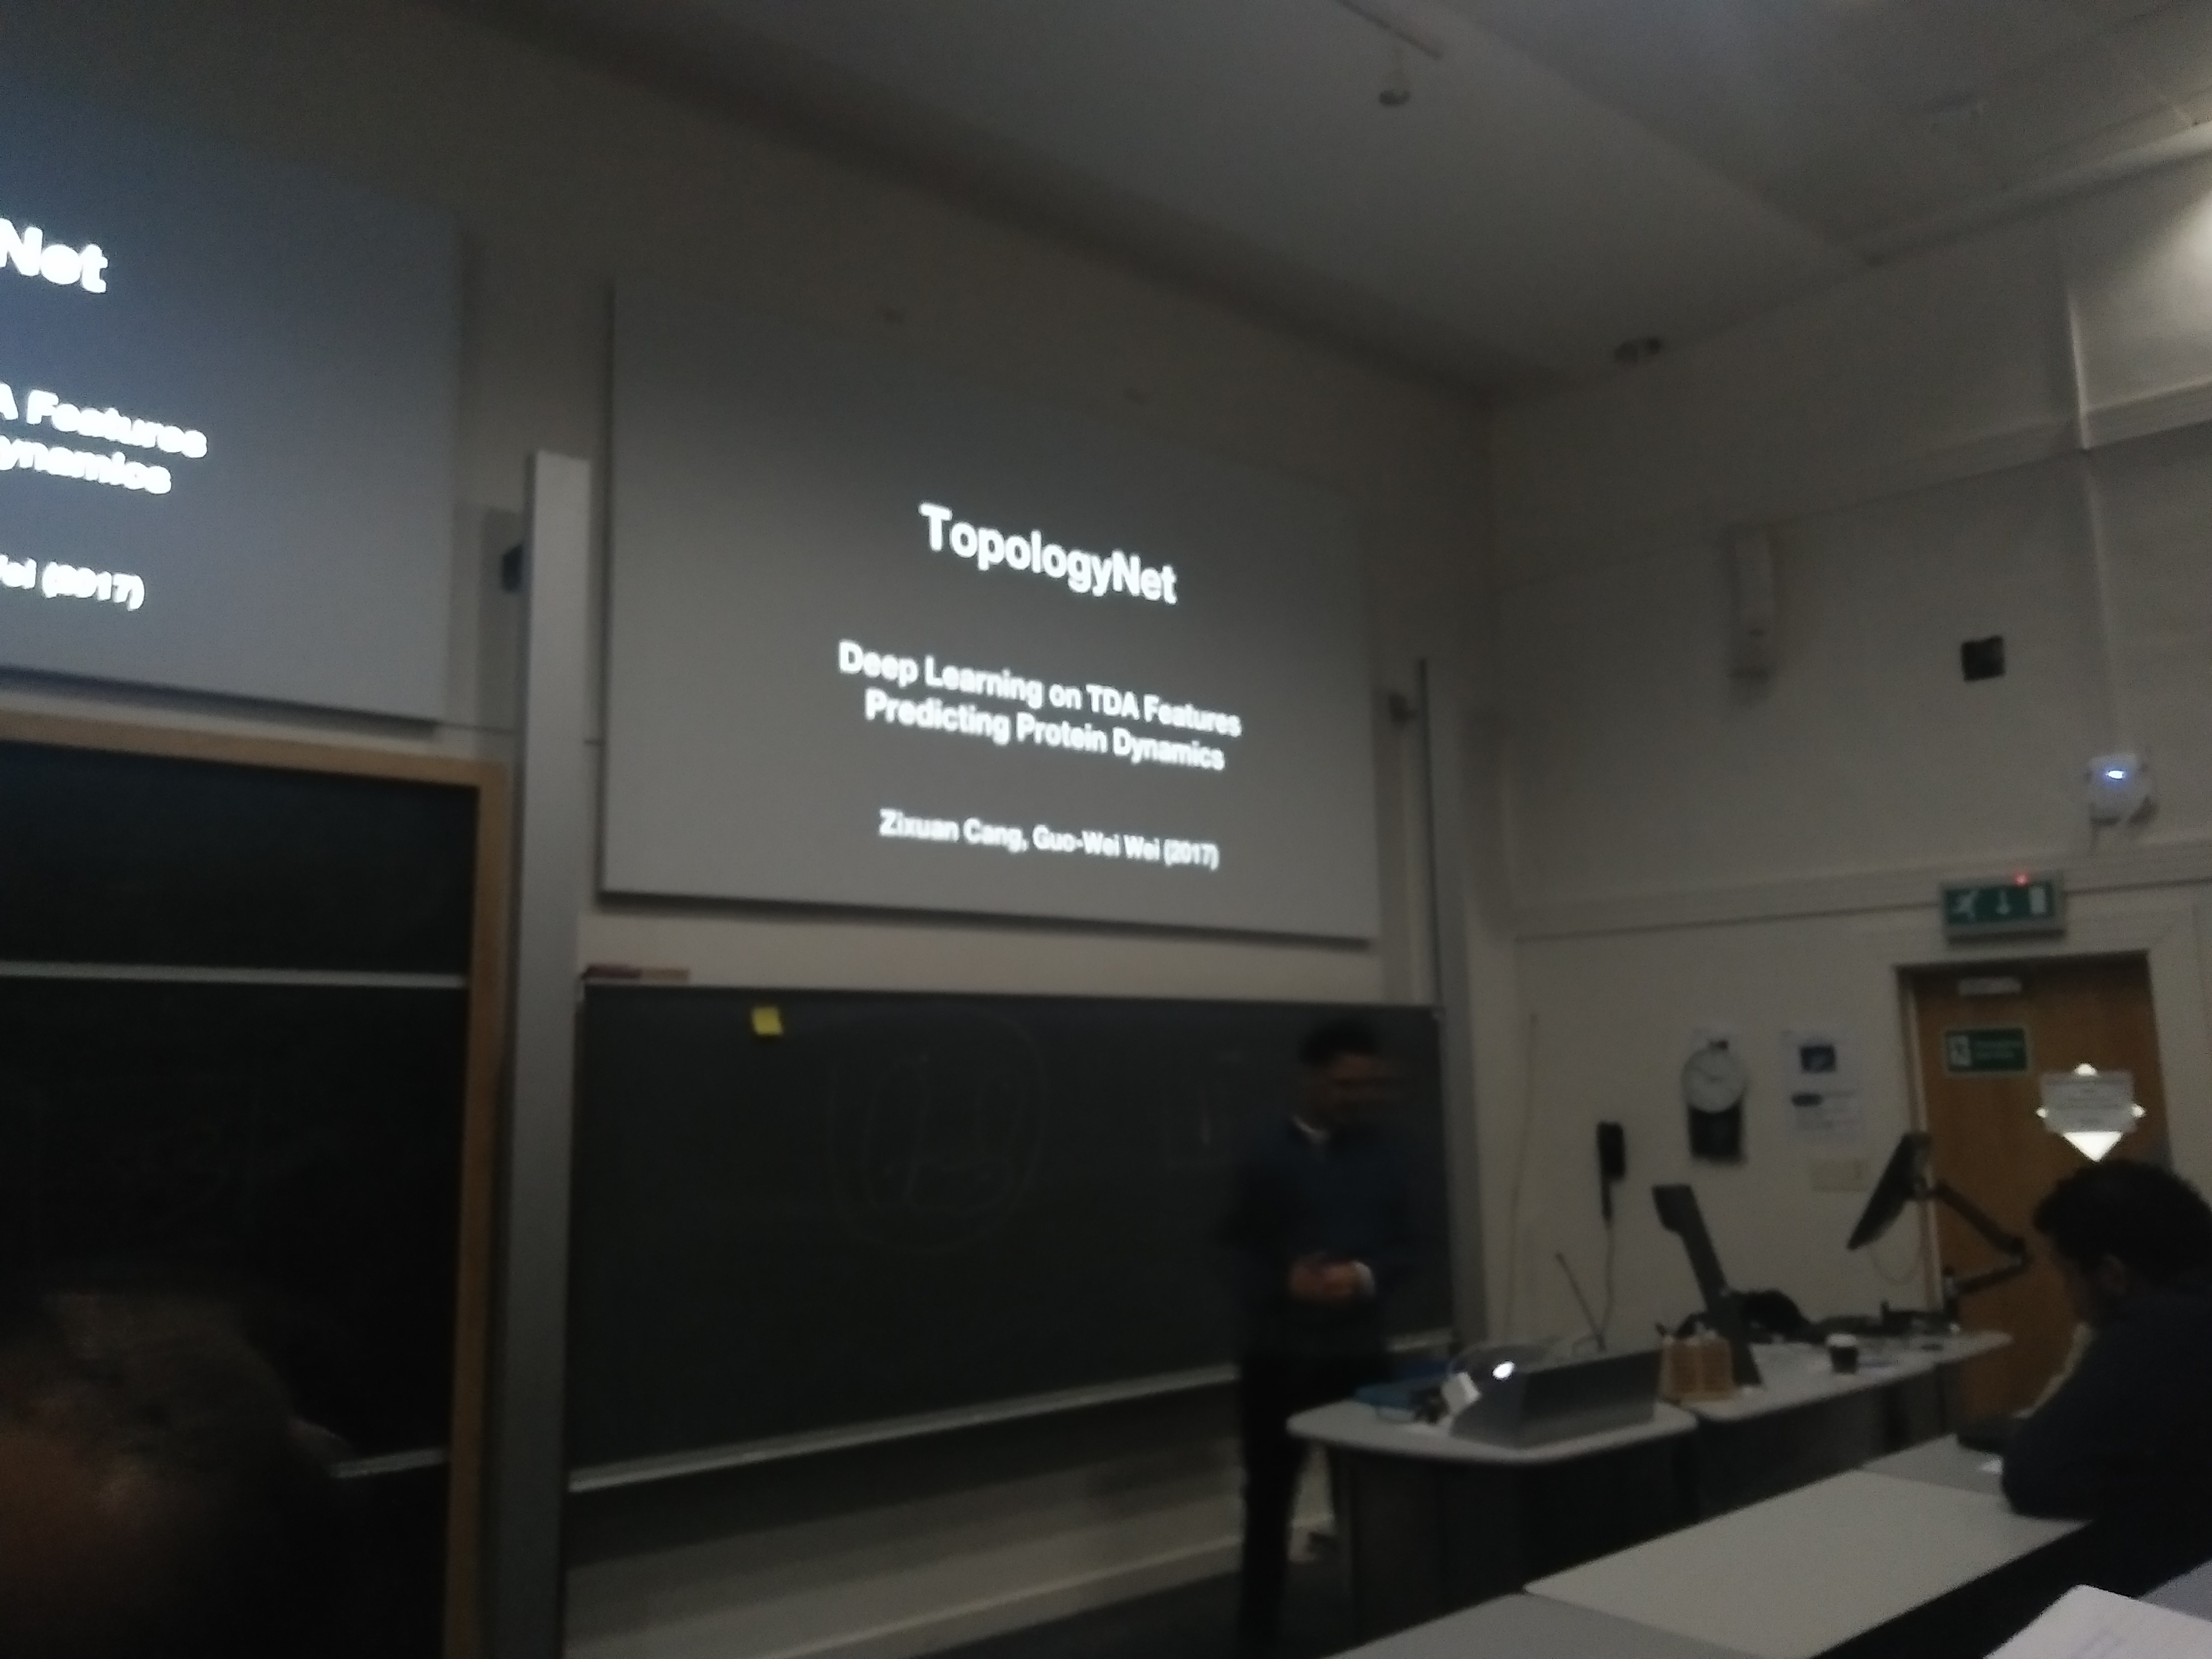 Net
A Features
ynamics
ei (2017)
TopologyNet
Deep Learning on TDA Features
Predicting Protein Dynamics
Zixuan Cang, Guo-Wei Wei (2017)